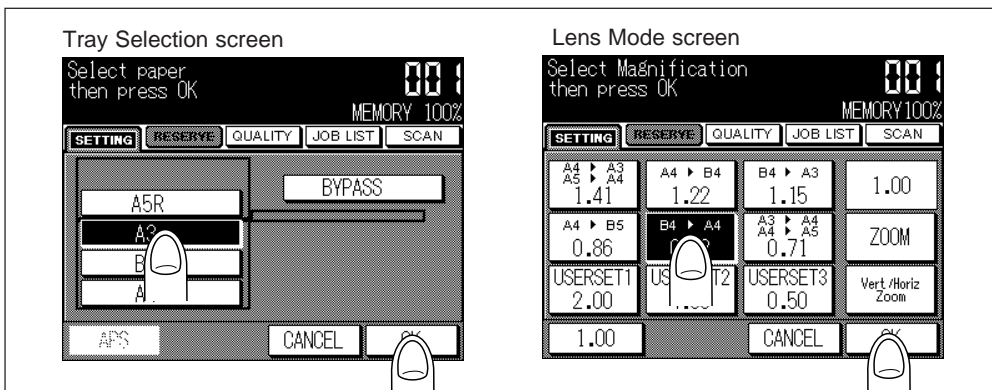 Tray Selection screen
Select paper
then press OK
001
MEMORY 100%
SETTING RESERVE QUALITY JOB LIST SCAN
BYPASS
A5R
A3
APS CANCEL
Lens Mode screen
Select Magnification
then press OK
001
MEMORY 100%
SETTING RESERVE QUALITY JOB LIST SCAN
A4 ▶ A3
A5 ▶ A4
1.41
A4 ▶ B4
1.22
B4 ▶ A3
1.15
1.00
A4 ▶ B5
0.86
B4 ▶ A4
A3 ▶ A4
A4 ▶ A5
0.71
ZOOM
USERSET1
2.00
USERSET3
0.50
Vert/Horiz
Zoom
1.00 CANCEL